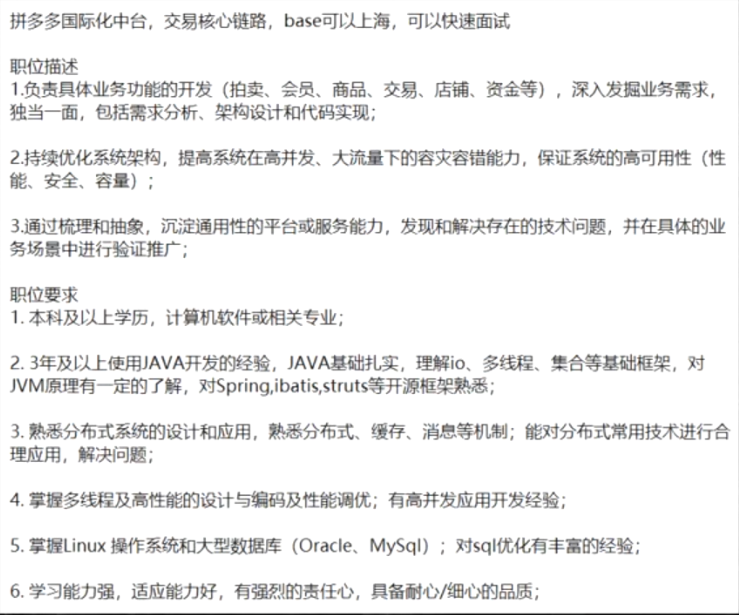 拼多多国际化中台，交易核心链路，base可以上海，可以快速面试
职位描述
1.负责具体业务功能的开发（拍卖、会员、商品、交易、店铺、资金等），深入发掘业务需求，
独当一面，包括需求分析、架构设计和代码实现；
2.持续优化系统架构，提高系统在高并发、大流量下的容灾容错能力，保证系统的高可用性（性
能、安全、容量）；
3.通过梳理和抽象，沉淀通用性的平台或服务能力，发现和解决存在的技术问题，并在具体的业
务场景中进行验证推广；
职位要求
1. 本科及以上学历，计算机软件或相关专业；
2. 3年及以上使用JAVA开发的经验，JAVA基础扎实，理解io、多线程、集合等基础框架，对
JVM原理有一定的了解，对Spring,ibatis,struts等开源框架熟悉；
3. 熟悉分布式系统的设计和应用，熟悉分布式、缓存、消息等机制；能对分布式常用技术进行合
理应用，解决问题；
4. 掌握多线程及高性能的设计与编码及性能调优；有高并发应用开发经验；
5. 掌握Linux 操作系统和大型数据库（Oracle、MySql）；对sql优化有丰富的经验；
6. 学习能力强，适应能力好，有强烈的责任心，具备耐心/细心的品质；